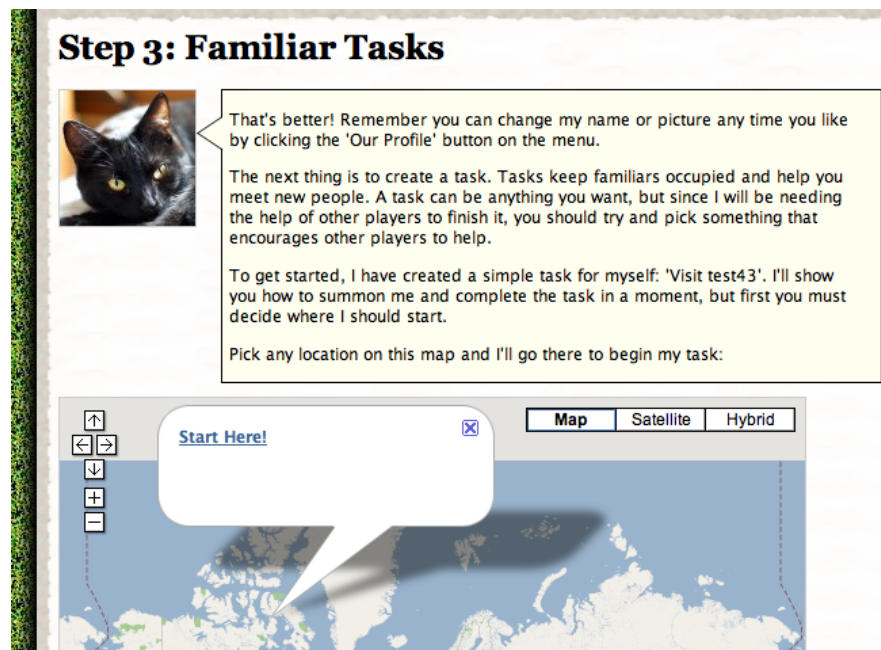 Step 3: Familiar Tasks
That's better! Remember you can change my name or picture any time you like
by clicking the 'Our Profile' button on the menu.
The next thing is to create a task. Tasks keep familiars occupied and help you
meet new people. A task can be anything you want, but since I will be needing
the help of other players to finish it, you should try and pick something that
encourages other players to help.
To get started, I have created a simple task for myself: 'Visit test43'. I'll show
you how to summon me and complete the task in a moment, but first you must
decide where I should start.
Pick any location on this map and I'll go there to begin my task:
Map Satellite Hybrid
Start Here!